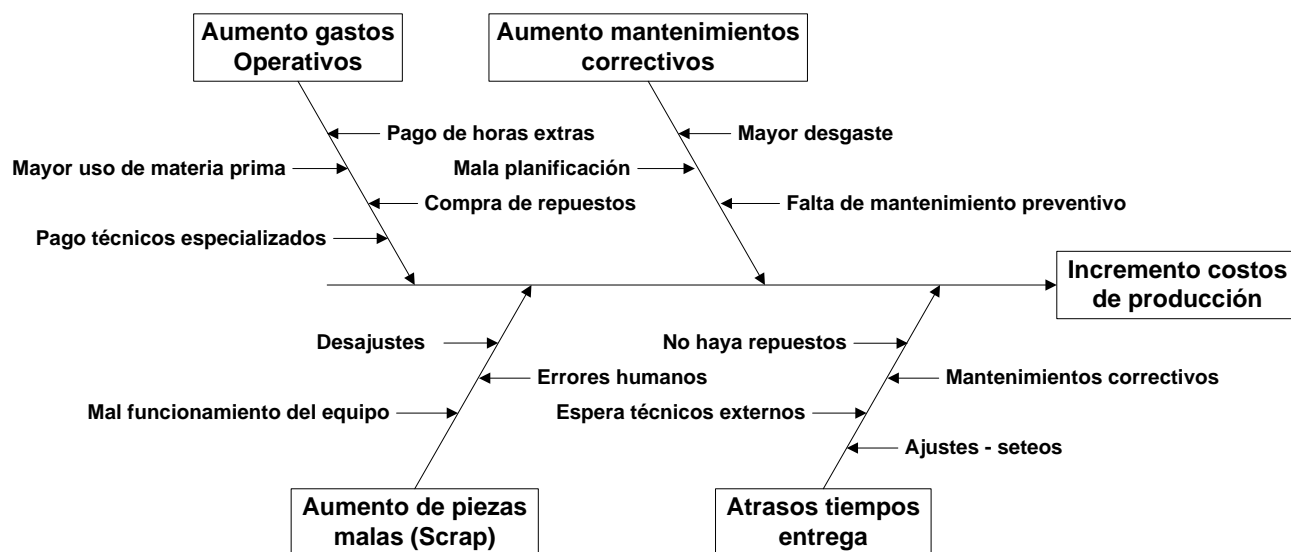 Aumento gastos
Operativos
Aumento mantenimientos
correctivos
Pago de horas extras
Mayor desgaste
Mayor uso de materia prima
Mala planificación
Compra de repuestos
Falta de mantenimiento preventivo
Pago técnicos especializados
Incremento costos
de producción
Desajustes
No haya repuestos
Errores humanos
Mantenimientos correctivos
Mal funcionamiento del equipo
Espera técnicos externos
Ajustes - seteos
Aumento de piezas
malas (Scrap)
Atrasos tiempos
entrega